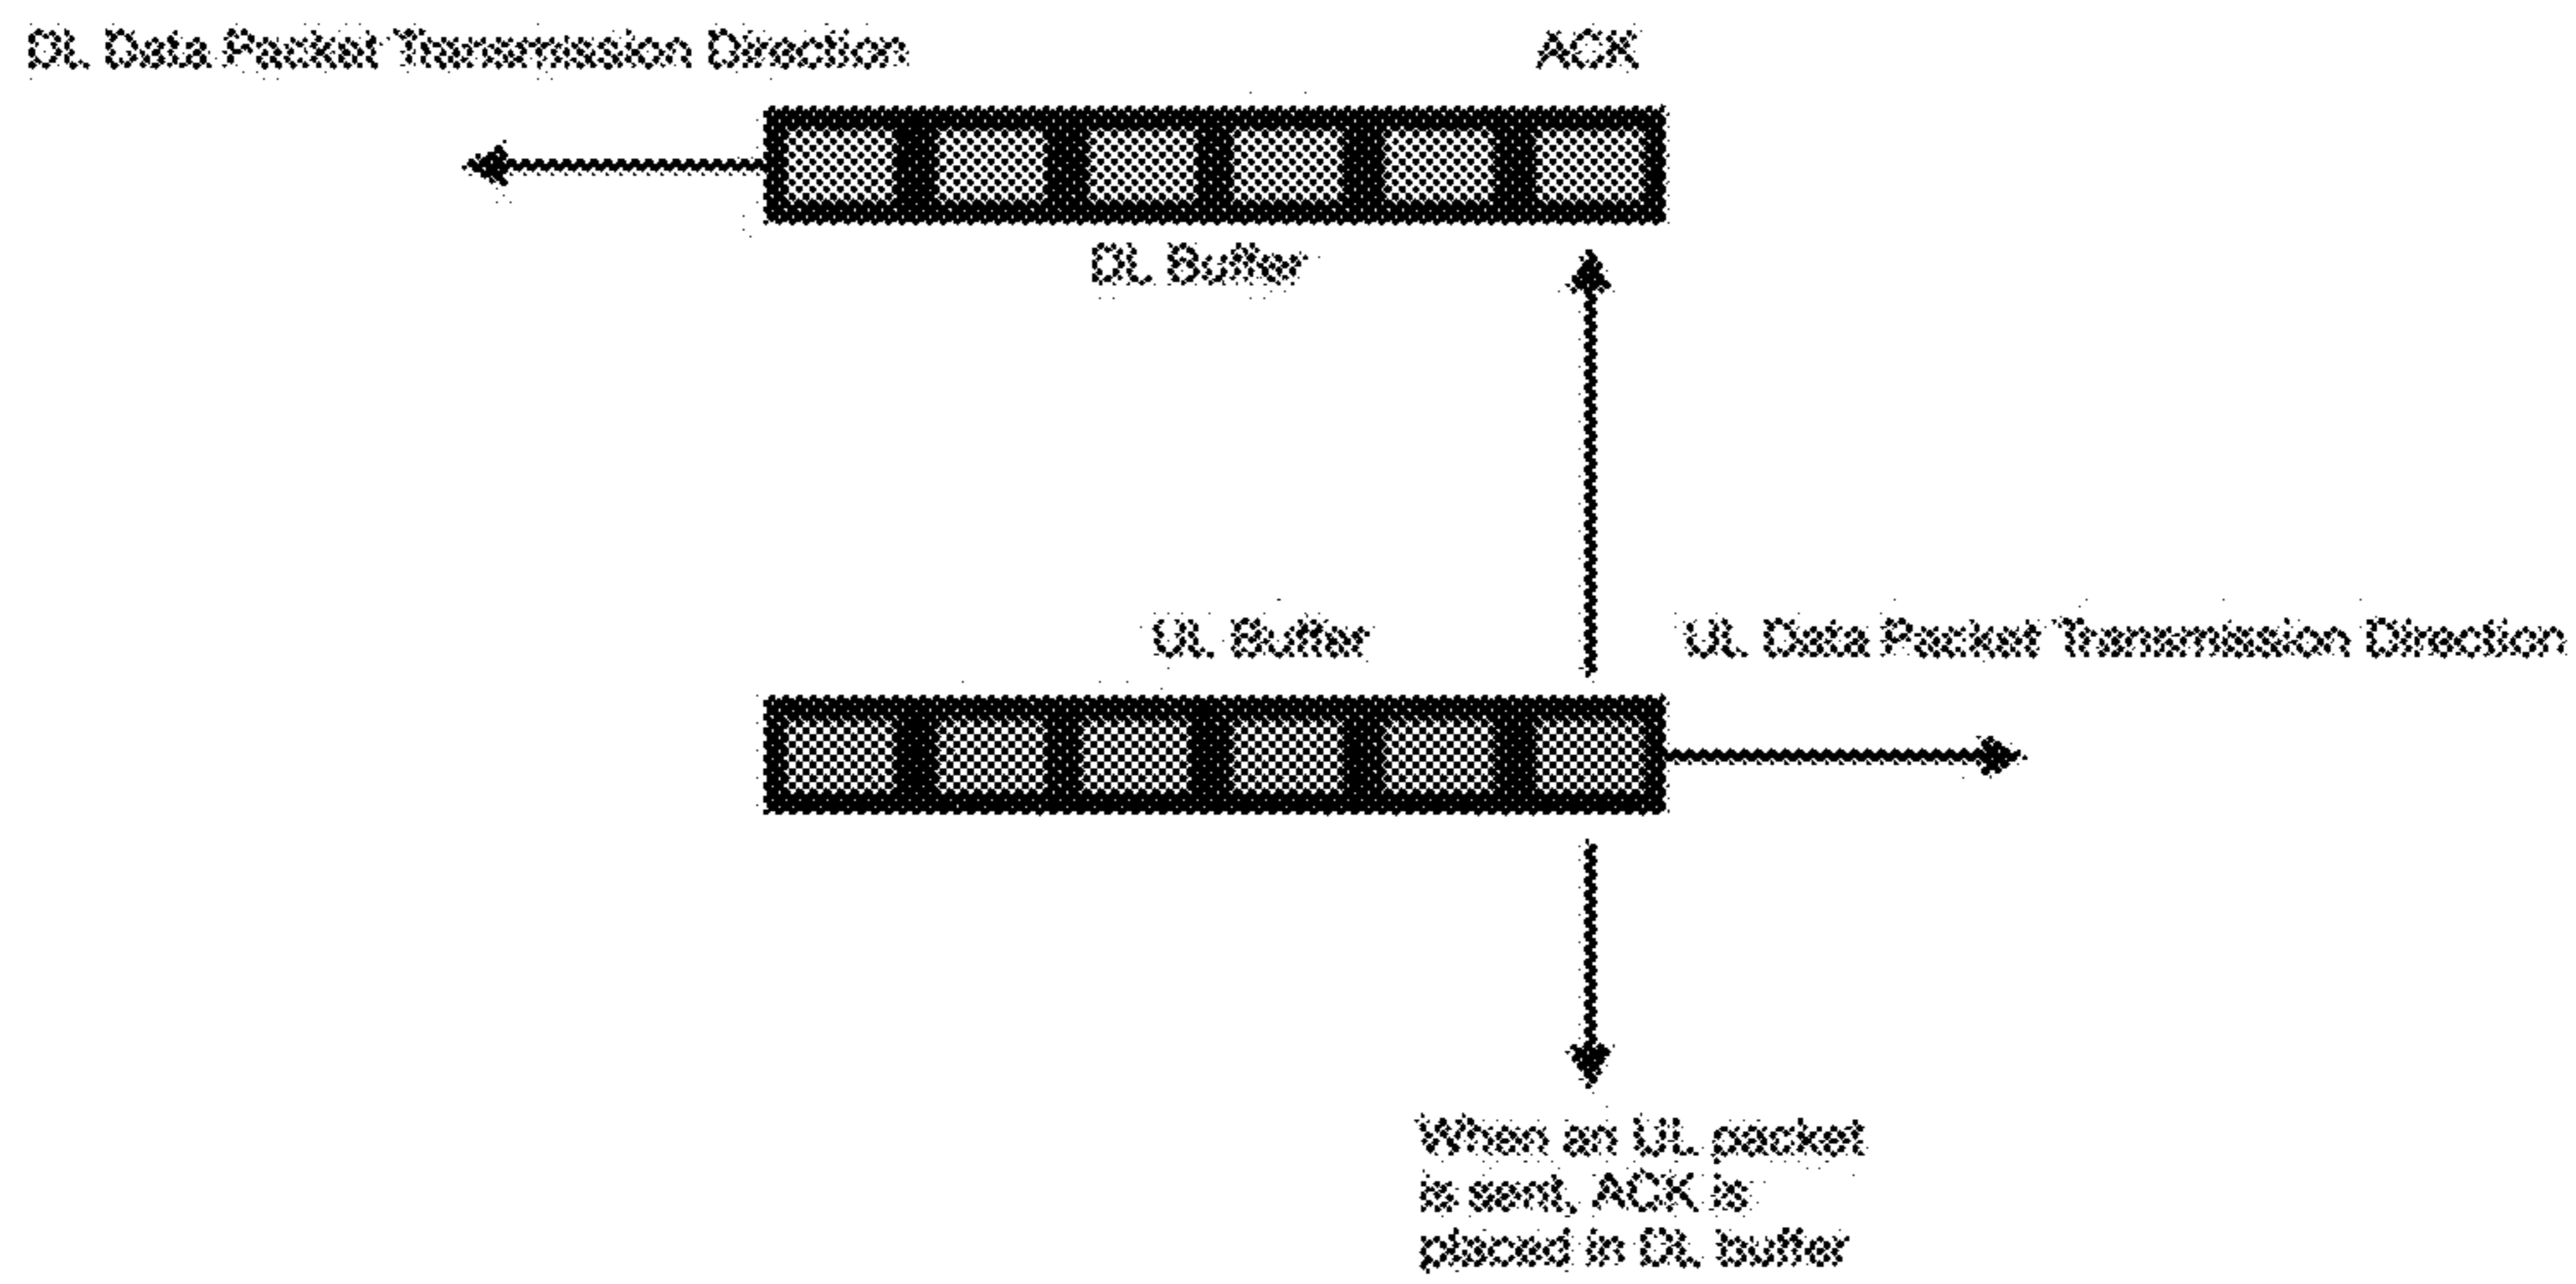 DL Data Packet Transmission Direction
ACK
DL Buffer
UL Buffer
UL Data Packet Transmission Direction
When an UL packet
is sent, ACK is
placed in DL buffer